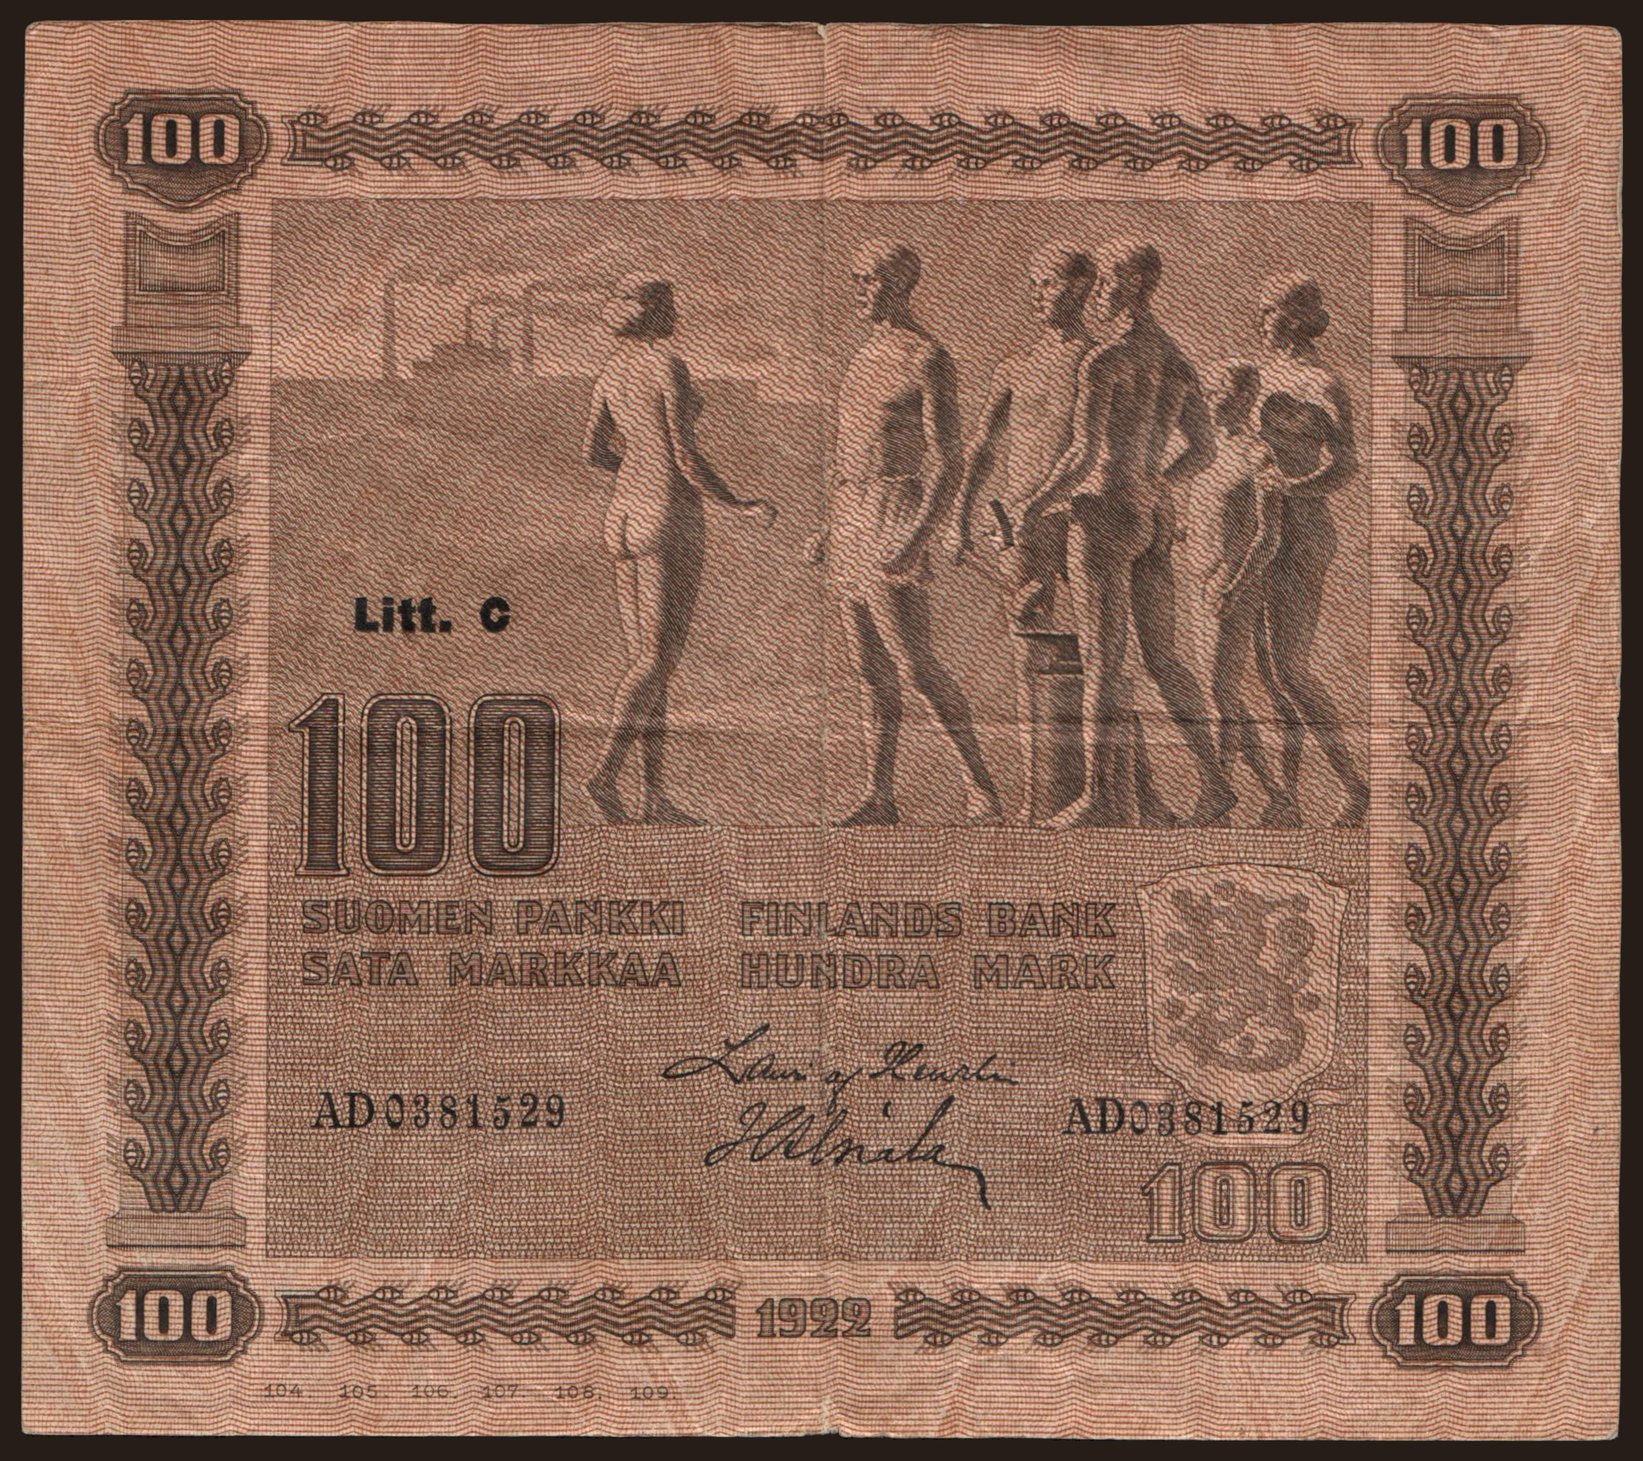 100 100
Litt. C
100
SUOMEN PANKKI FINLANDS BANK
SATA MARKKAA HUNDRA MARK
AD0381529 AD0381529
100
100 1922 100
104. 105. 106. 107. 108. 109.